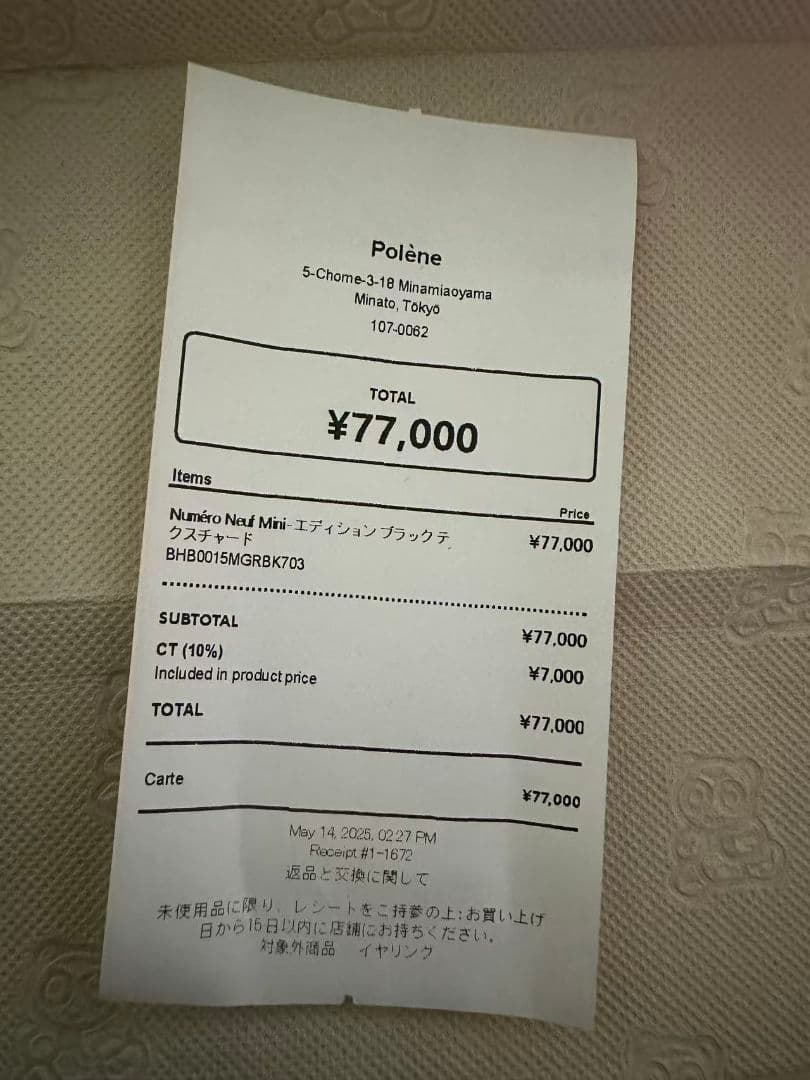 Polène
5-Chome-3-18 Minamiaoyama
Minato, Tōkyō
107-0062
TOTAL
¥77,000
Items
Price
Numéro Neuf Mini-エディションブラックテ
クスチャード
¥77,000
BHB0015MGRBK703
SUBTOTAL
¥77,000
CT (10%)
¥7,000
Included in product price
TOTAL
¥77,000
Carte
¥77,000
May 14, 2025, 02:27 PM
Receipt #1-1672
返品と交換に関して
未使用品に限り、レシートをご持参の上:お買い上げ
日から15日以内に店鋪にお持ちください。
対象外商品 イヤリング